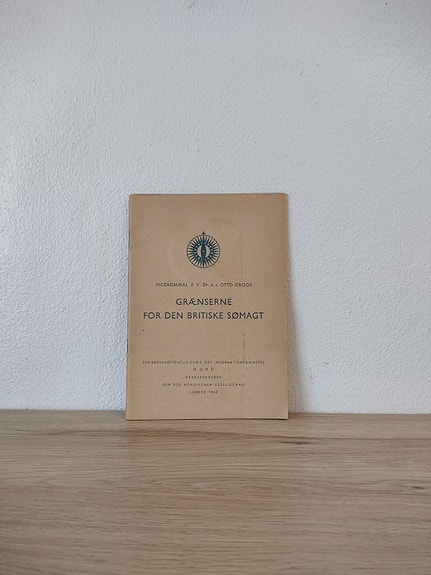 VICEADMIRAL Z. V. Dr. h. c. OTTO GROOS
GRÆNSERNE
FOR DEN BRITISKE SØMAGT
SONDERVERÖFFENTLICHUNG DES INFORMATIONSDIENSTES
NORD
HERAUSGEGEBEN
VON DER NORDISCHEN GESELLSCHAFT
LÜBECK 1940